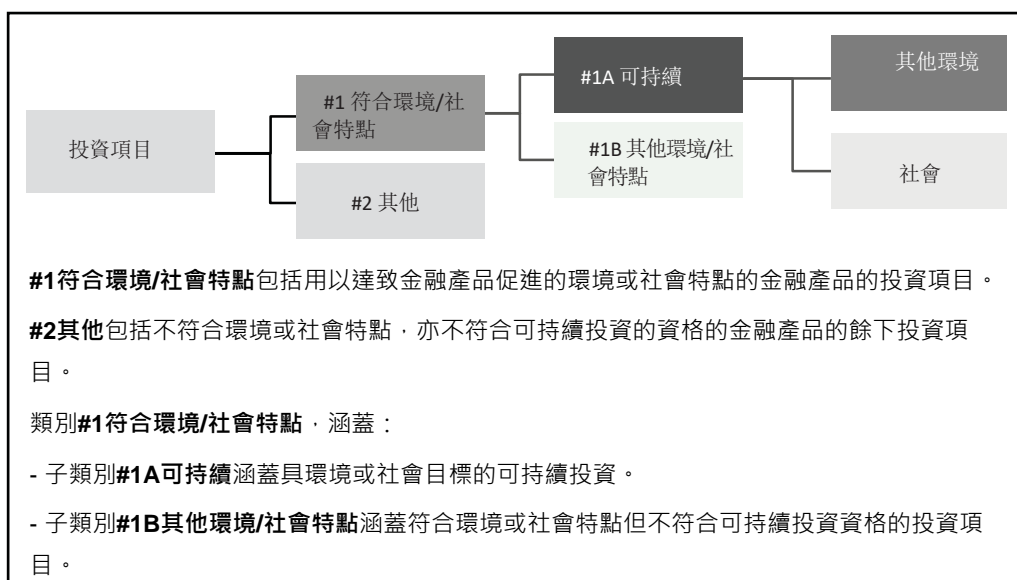 投資項目
#1 符合環境/社
會特點
#2 其他
#1A 可持續
#1B 其他環境/社
會特點
其他環境
社會
#1符合環境/社會特點包括用以達致金融產品促進的環境或社會特點的金融產品的投資項目。
#2其他包括不符合環境或社會特點，亦不符合可持續投資的資格的金融產品的餘下投資項
目。
類別#1符合環境/社會特點，涵蓋：
- 子類別#1A可持續涵蓋具環境或社會目標的可持續投資。
- 子類別#1B其他環境/社會特點涵蓋符合環境或社會特點但不符合可持續投資資格的投資項
目。